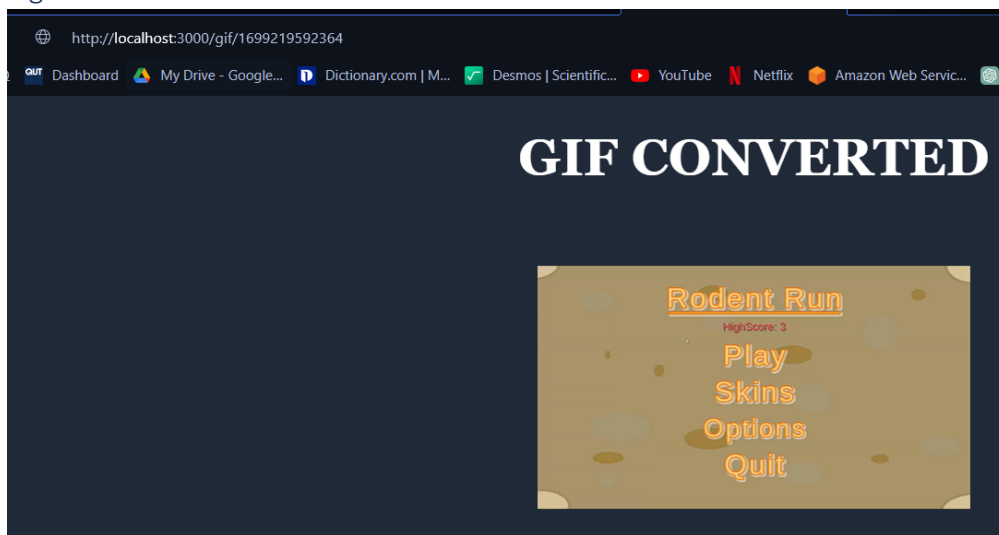 http://localhost:3000/gif/1699219592364
QUT Dashboard My Drive - Google... Dictionary.com | M... Desmos | Scientific... YouTube Netflix Amazon Web Servic...
GIF CONVERTED
Rodent Run
HighScore: 3
Play
Skins
Options
Quit